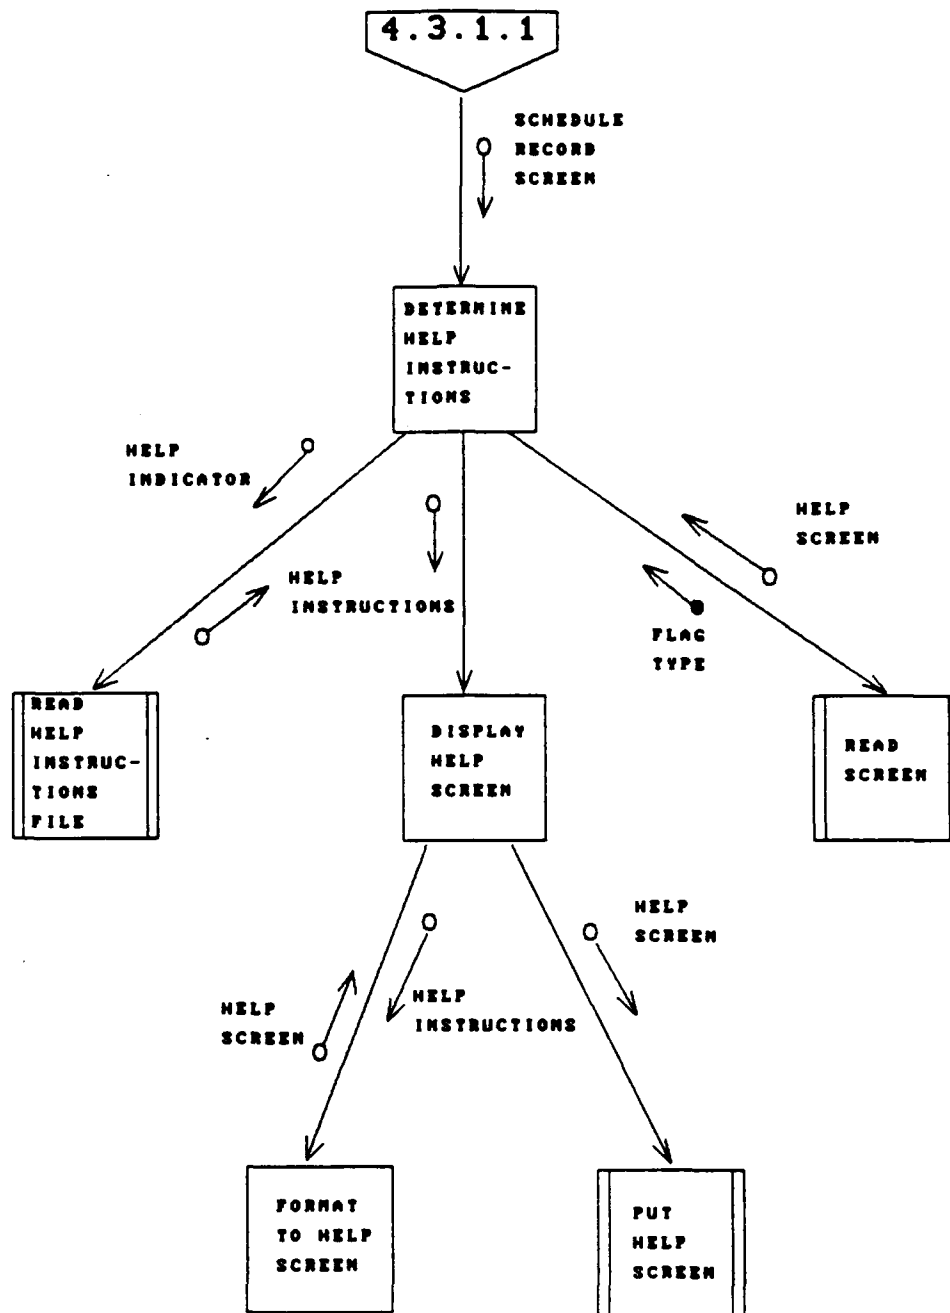 4.3.1.1
SCHEDULE
RECORD
SCREEN
DETERMINE
HELP
INSTRUC-
TIONS
HELP
INDICATOR
HELP
INSTRUCTIONS
HELP
SCREEN
FLAG
TYPE
READ
HELP
INSTRUC-
TIONS
FILE
DISPLAY
HELP
SCREEN
READ
SCREEN
HELP
SCREEN
HELP
INSTRUCTIONS
HELP
SCREEN
FORMAT
TO HELP
SCREEN
PUT
HELP
SCREEN